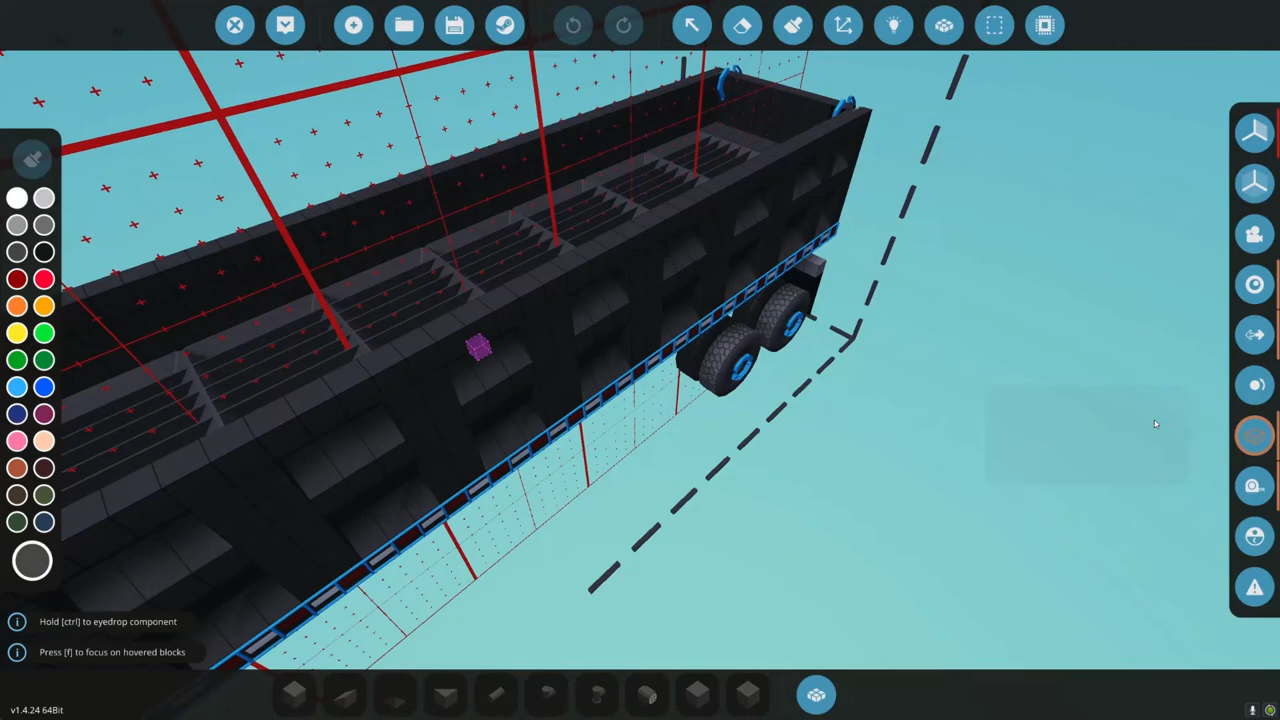 Hold [ctrl] to eyedrop component
Press [f] to focus on hovered blocks
v1.4.24 64Bit